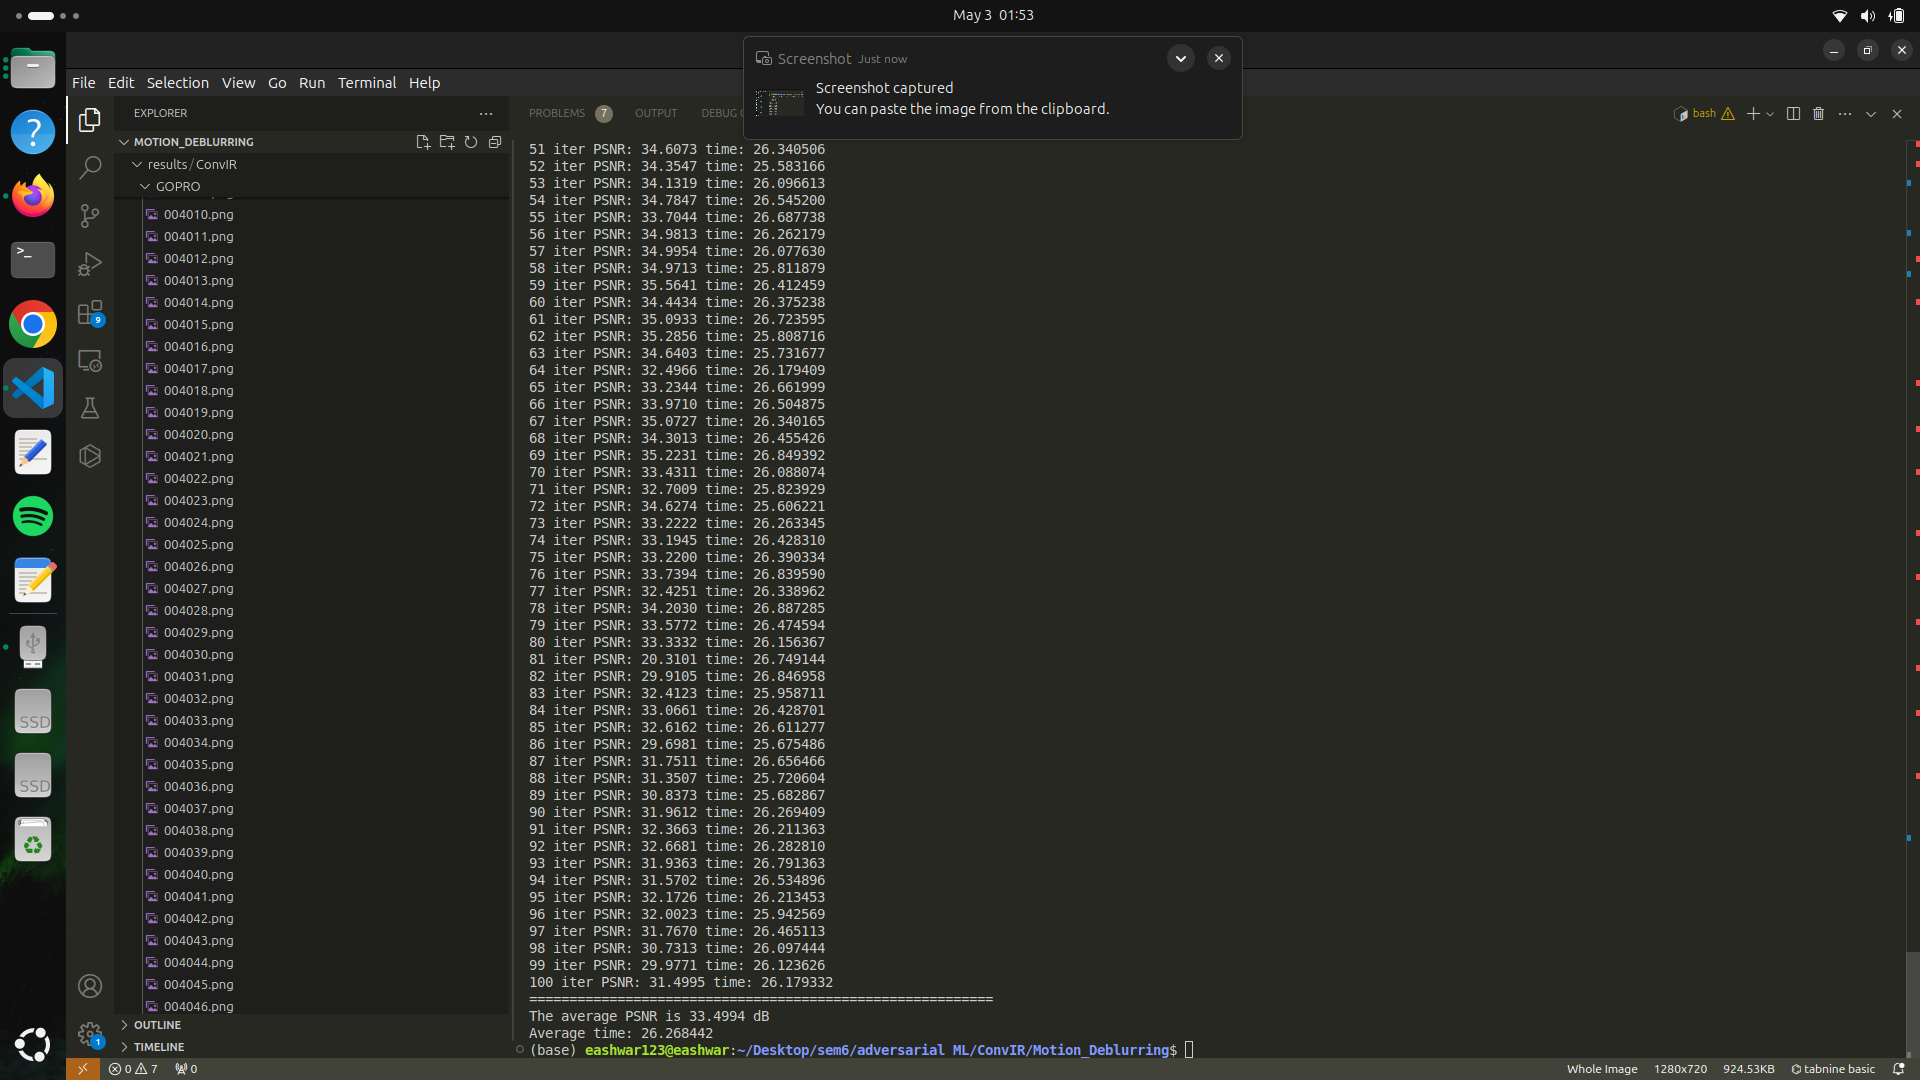 May 3 01:53
Screenshot Just now
Screenshot captured
You can paste the image from the clipboard.
File Edit Selection View Go Run Terminal Help
EXPLORER
MOTION_DEBLURRING
results / ConvIR
GOPRO
004010.png
004011.png
004012.png
004013.png
004014.png
004015.png
004016.png
004017.png
004018.png
004019.png
004020.png
004021.png
004022.png
004023.png
004024.png
004025.png
004026.png
004027.png
004028.png
004029.png
004030.png
004031.png
004032.png
004033.png
004034.png
004035.png
004036.png
004037.png
004038.png
004039.png
004040.png
004041.png
004042.png
004043.png
004044.png
004045.png
004046.png
OUTLINE
TIMELINE
9
1
SSD
SSD
PROBLEMS 7 OUTPUT DEBUG
bash
51 iter PSNR: 34.6073 time: 26.340506
52 iter PSNR: 34.3547 time: 25.583166
53 iter PSNR: 34.1319 time: 26.096613
54 iter PSNR: 34.7847 time: 26.545200
55 iter PSNR: 33.7044 time: 26.687738
56 iter PSNR: 34.9813 time: 26.262179
57 iter PSNR: 34.9954 time: 26.077630
58 iter PSNR: 34.9713 time: 25.811879
59 iter PSNR: 35.5641 time: 26.412459
60 iter PSNR: 34.4434 time: 26.375238
61 iter PSNR: 35.0933 time: 26.723595
62 iter PSNR: 35.2856 time: 25.808716
63 iter PSNR: 34.6403 time: 25.731677
64 iter PSNR: 32.4966 time: 26.179409
65 iter PSNR: 33.2344 time: 26.661999
66 iter PSNR: 33.9710 time: 26.504875
67 iter PSNR: 35.0727 time: 26.340165
68 iter PSNR: 34.3013 time: 26.455426
69 iter PSNR: 35.2231 time: 26.849392
70 iter PSNR: 33.4311 time: 26.088074
71 iter PSNR: 32.7009 time: 25.823929
72 iter PSNR: 34.6274 time: 25.606221
73 iter PSNR: 33.2222 time: 26.263345
74 iter PSNR: 33.1945 time: 26.428310
75 iter PSNR: 33.2200 time: 26.390334
76 iter PSNR: 33.7394 time: 26.839590
77 iter PSNR: 32.4251 time: 26.338962
78 iter PSNR: 34.2030 time: 26.887285
79 iter PSNR: 33.5772 time: 26.474594
80 iter PSNR: 33.3332 time: 26.156367
81 iter PSNR: 20.3101 time: 26.749144
82 iter PSNR: 29.9105 time: 26.846958
83 iter PSNR: 32.4123 time: 25.958711
84 iter PSNR: 33.0661 time: 26.428701
85 iter PSNR: 32.6162 time: 26.611277
86 iter PSNR: 29.6981 time: 25.675486
87 iter PSNR: 31.7511 time: 26.656466
88 iter PSNR: 31.3507 time: 25.720604
89 iter PSNR: 30.8373 time: 25.682867
90 iter PSNR: 31.9612 time: 26.269409
91 iter PSNR: 32.3663 time: 26.211363
92 iter PSNR: 32.6681 time: 26.282810
93 iter PSNR: 31.9363 time: 26.791363
94 iter PSNR: 31.5702 time: 26.534896
95 iter PSNR: 32.1726 time: 26.213453
96 iter PSNR: 32.0023 time: 25.942569
97 iter PSNR: 31.7670 time: 26.465113
98 iter PSNR: 30.7313 time: 26.097444
99 iter PSNR: 29.9771 time: 26.123626
100 iter PSNR: 31.4995 time: 26.179332
==========================================================
The average PSNR is 33.4994 dB
Average time: 26.268442
(base) eashwar123@eashwar:~/Desktop/sem6/adversarial ML/ConvIR/Motion_Deblurring$
0 7 0
Whole Image 1280x720 924.53KB tabnine basic